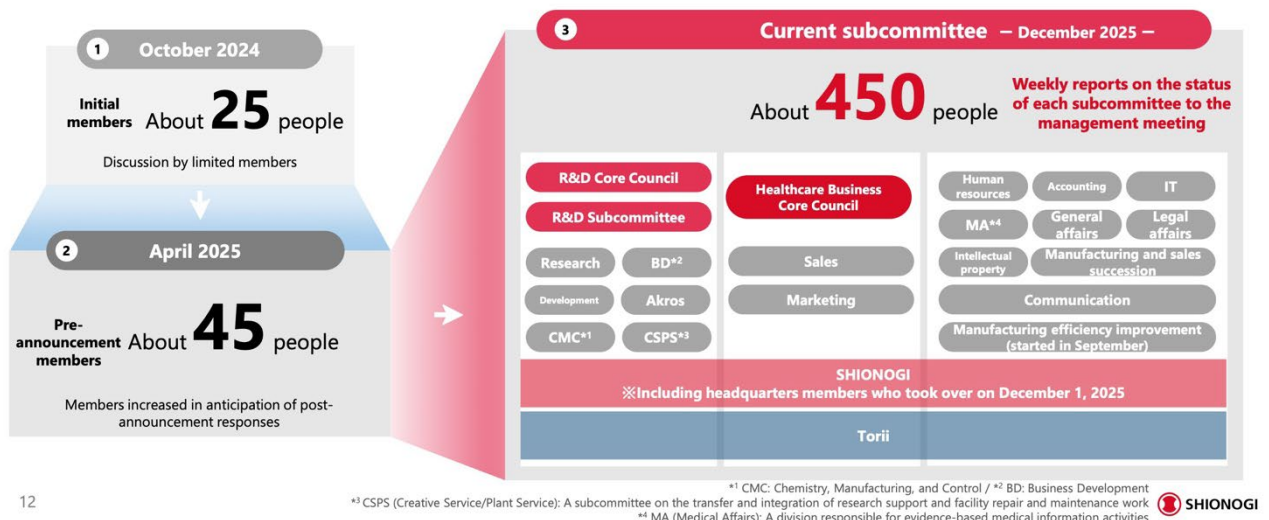 1
October 2024
Initial
members
About 25 people
Discussion by limited members
2
April 2025
Pre-
announcement
members
About 45 people
Members increased in anticipation of post-
announcement responses
3
Current subcommittee － December 2025 －
About 450 people
Weekly reports on the status
of each subcommittee to the
management meeting
R&D Core Council
R&D Subcommittee
Research
BD*2
Development
Akros
CMC*1
CSPS*3
Healthcare Business
Core Council
Sales
Marketing
Human
resources
Accounting
IT
MA*4
General
affairs
Legal
affairs
Intellectual
property
Manufacturing and sales
succession
Communication
Manufacturing efficiency improvement
(started in September)
SHIONOGI
※Including headquarters members who took over on December 1, 2025
Torii
*1 CMC: Chemistry, Manufacturing, and Control / *2 BD: Business Development
*3 CSPS (Creative Service/Plant Service): A subcommittee on the transfer and integration of research support and facility repair and maintenance work
*4 MA (Medical Affairs): A division responsible for evidence-based medical information activities
12
SHIONOGI